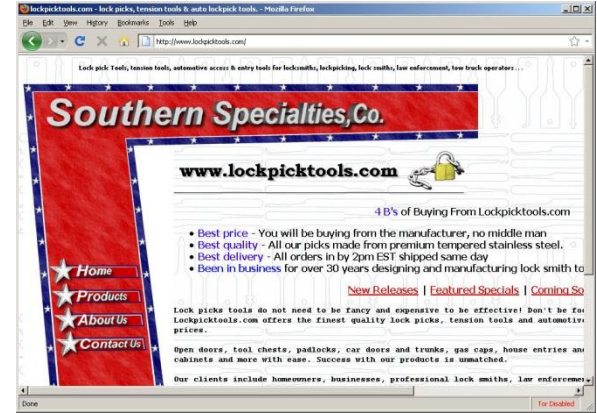 lockpicktools.com - lock picks, tension tools & auto lockpick tools. - Mozilla Firefox
File Edit View History Bookmarks Tools Help
http://www.lockpicktools.com/
Lock pick Tools, tension tools, automotive access & entry tools for locksmiths, lockpicking, lock smiths, law enforcement, tow truck operators...
Southern Specialties,Co.
www.lockpicktools.com
4 B's of Buying From Lockpicktools.com
• Best price - You will be buying from the manufacturer, no middle man
• Best quality - All our picks made from premium tempered stainless steel.
• Best delivery - All orders in by 2pm EST shipped same day
• Been in business for over 30 years designing and manufacturing lock smith to
New Releases | Featured Specials | Coming So
Home
Products
About Us
Contact Us
Lock picks tools do not need to be fancy and expensive to be effective! Don't be foo
Lockpicktools.com offers the finest quality lock picks, tension tools and automotive
prices.
Open doors, tool chests, padlocks, car doors and trunks, gas caps, house entries and
cabinets and more with ease. Success with our products is unmatched.
Our clients include homeowners, businesses, professional lock smiths, law enforcemen
Done
Tor Disabled